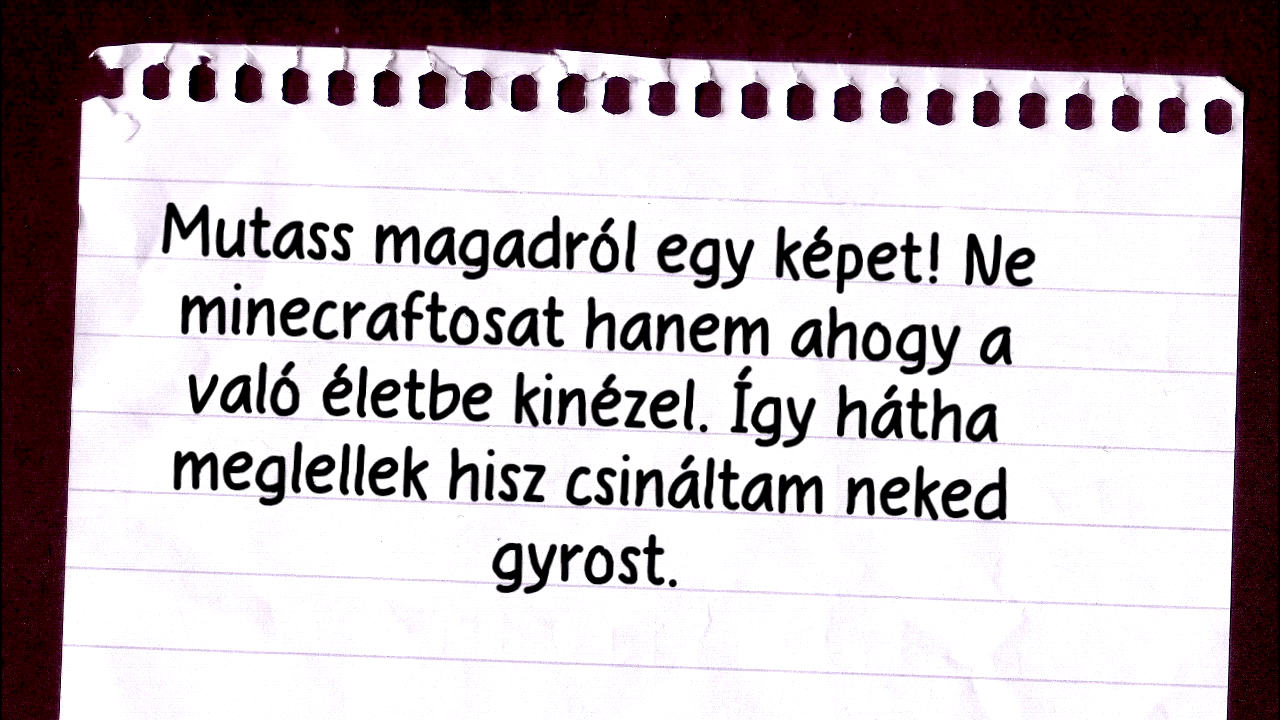 Mutass magadról egy képet! Ne
minecraftosat hanem ahogy a
való életbe kinézel. Így hátha
meglellek hisz csináltam neked
gyrost.